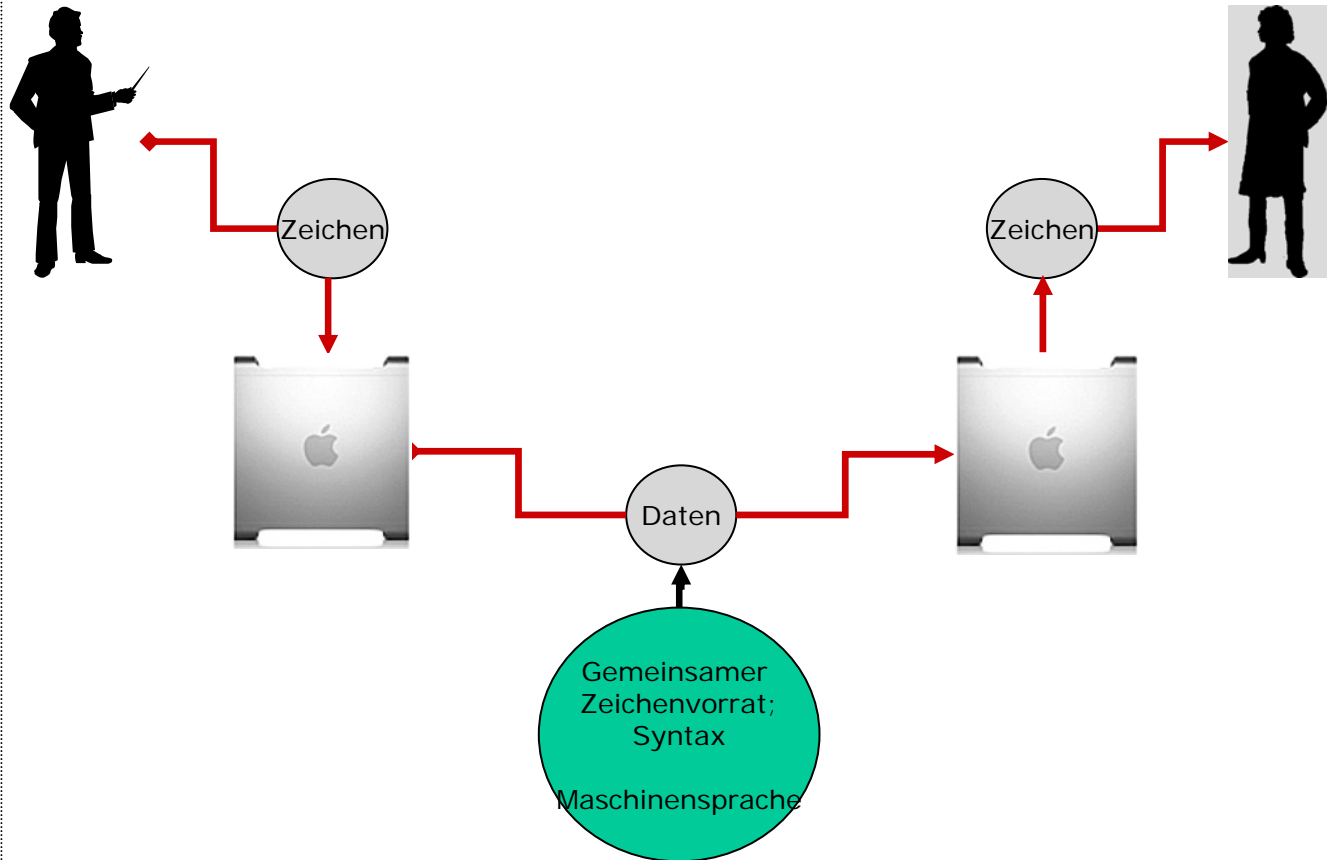 Zeichen
Zeichen
Daten
Gemeinsamer
Zeichenvorrat;
Syntax
Maschinensprache